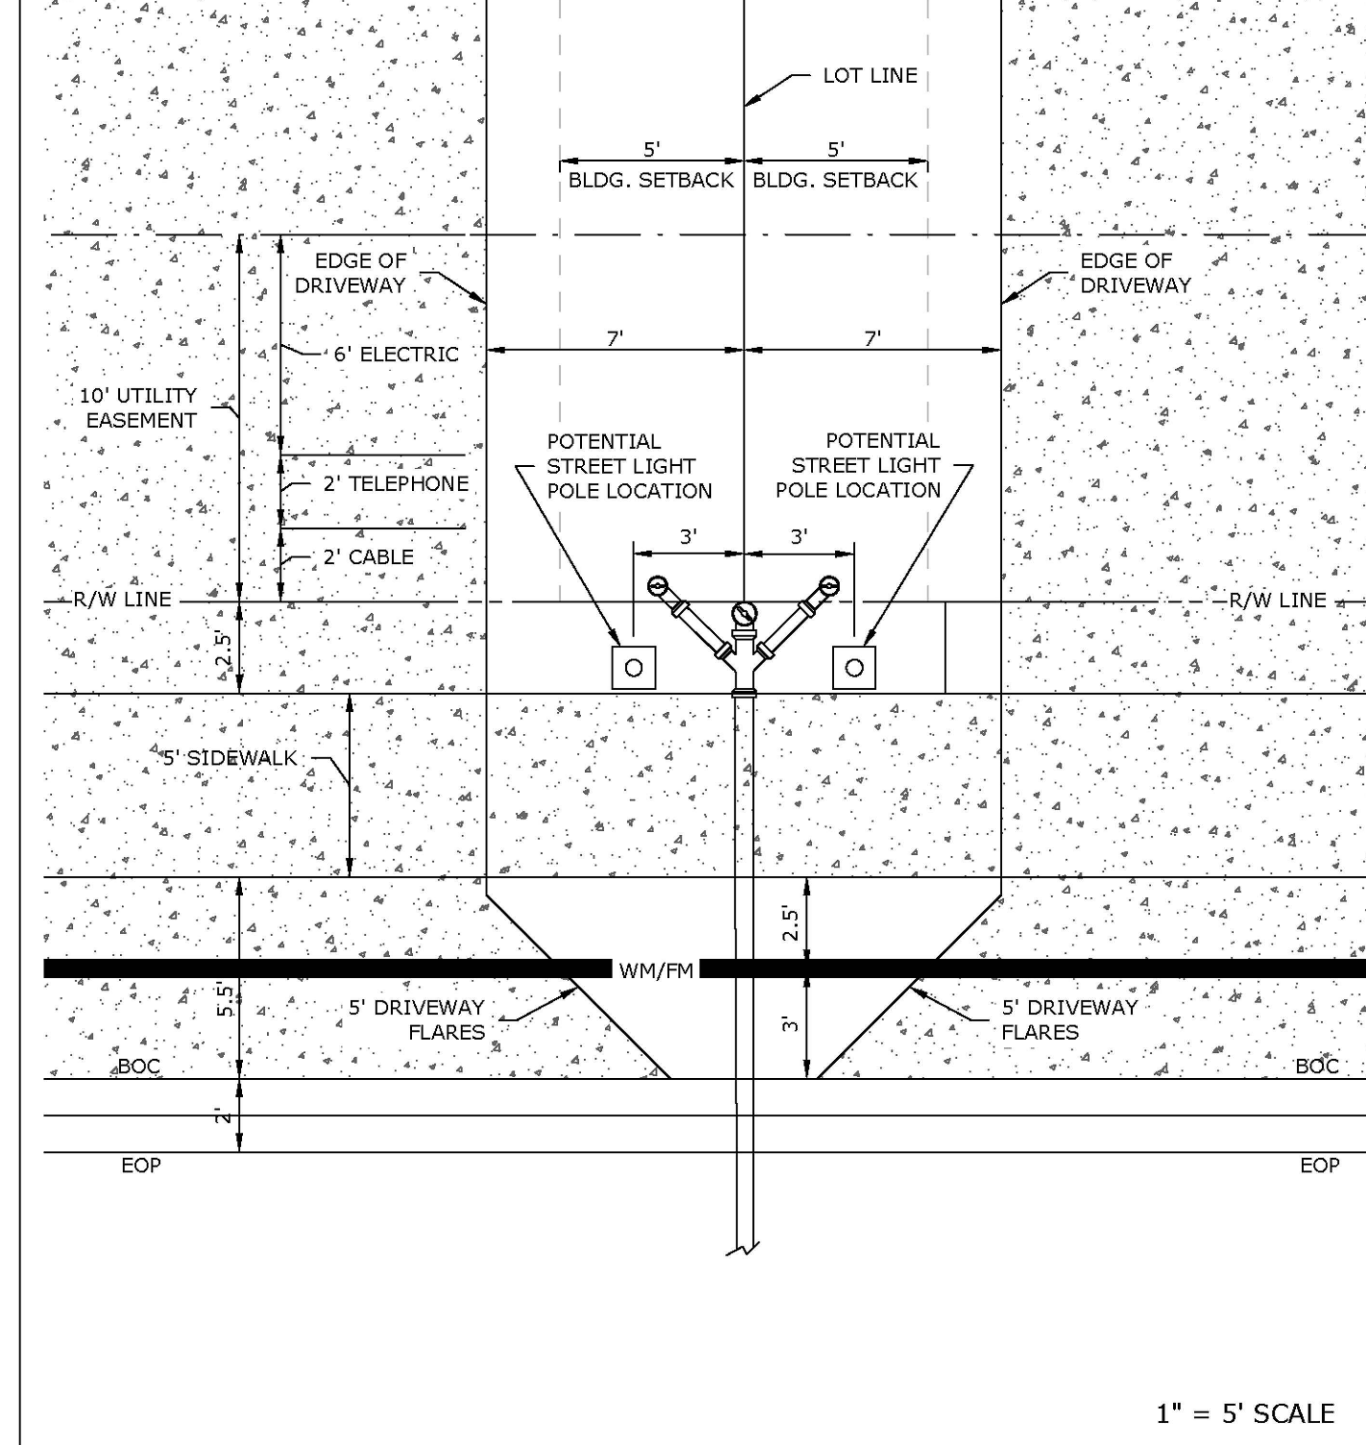 LOT LINE
5'
5'
BLDG. SETBACK
BLDG. SETBACK
EDGE OF
DRIVEWAY
EDGE OF
DRIVEWAY
7'
7'
6' ELECTRIC
10' UTILITY
EASEMENT
POTENTIAL
STREET LIGHT
POLE LOCATION
POTENTIAL
STREET LIGHT
POLE LOCATION
2' TELEPHONE
3'
3'
2' CABLE
R/W LINE
R/W LINE
2.5'
5' SIDEWALK
2.5'
WM/FM
5.5'
5' DRIVEWAY
FLARES
3'
5' DRIVEWAY
FLARES
BOC
BOC
2'
EOP
EOP
1" = 5' SCALE